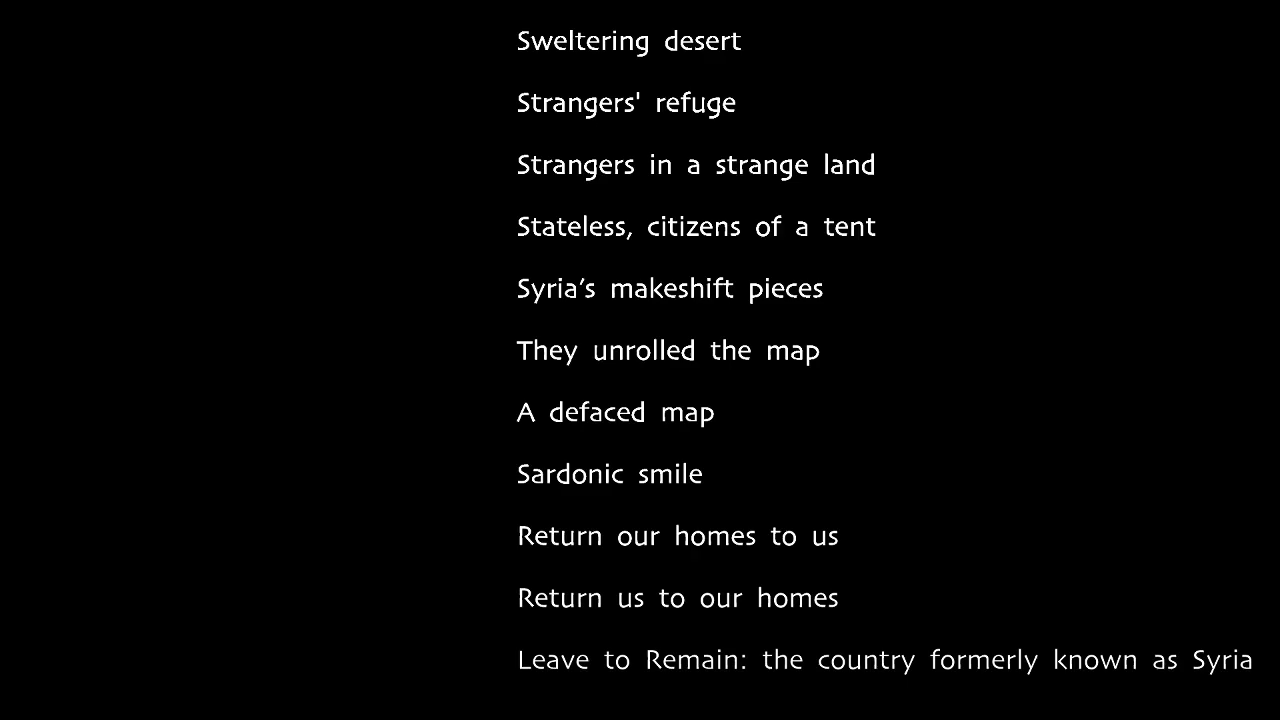 Sweltering desert
Strangers' refuge
Strangers in a strange land
Stateless, citizens of a tent
Syria’s makeshift pieces
They unrolled the map
A defaced map
Sardonic smile
Return our homes to us
Return us to our homes
Leave to Remain: the country formerly known as Syria